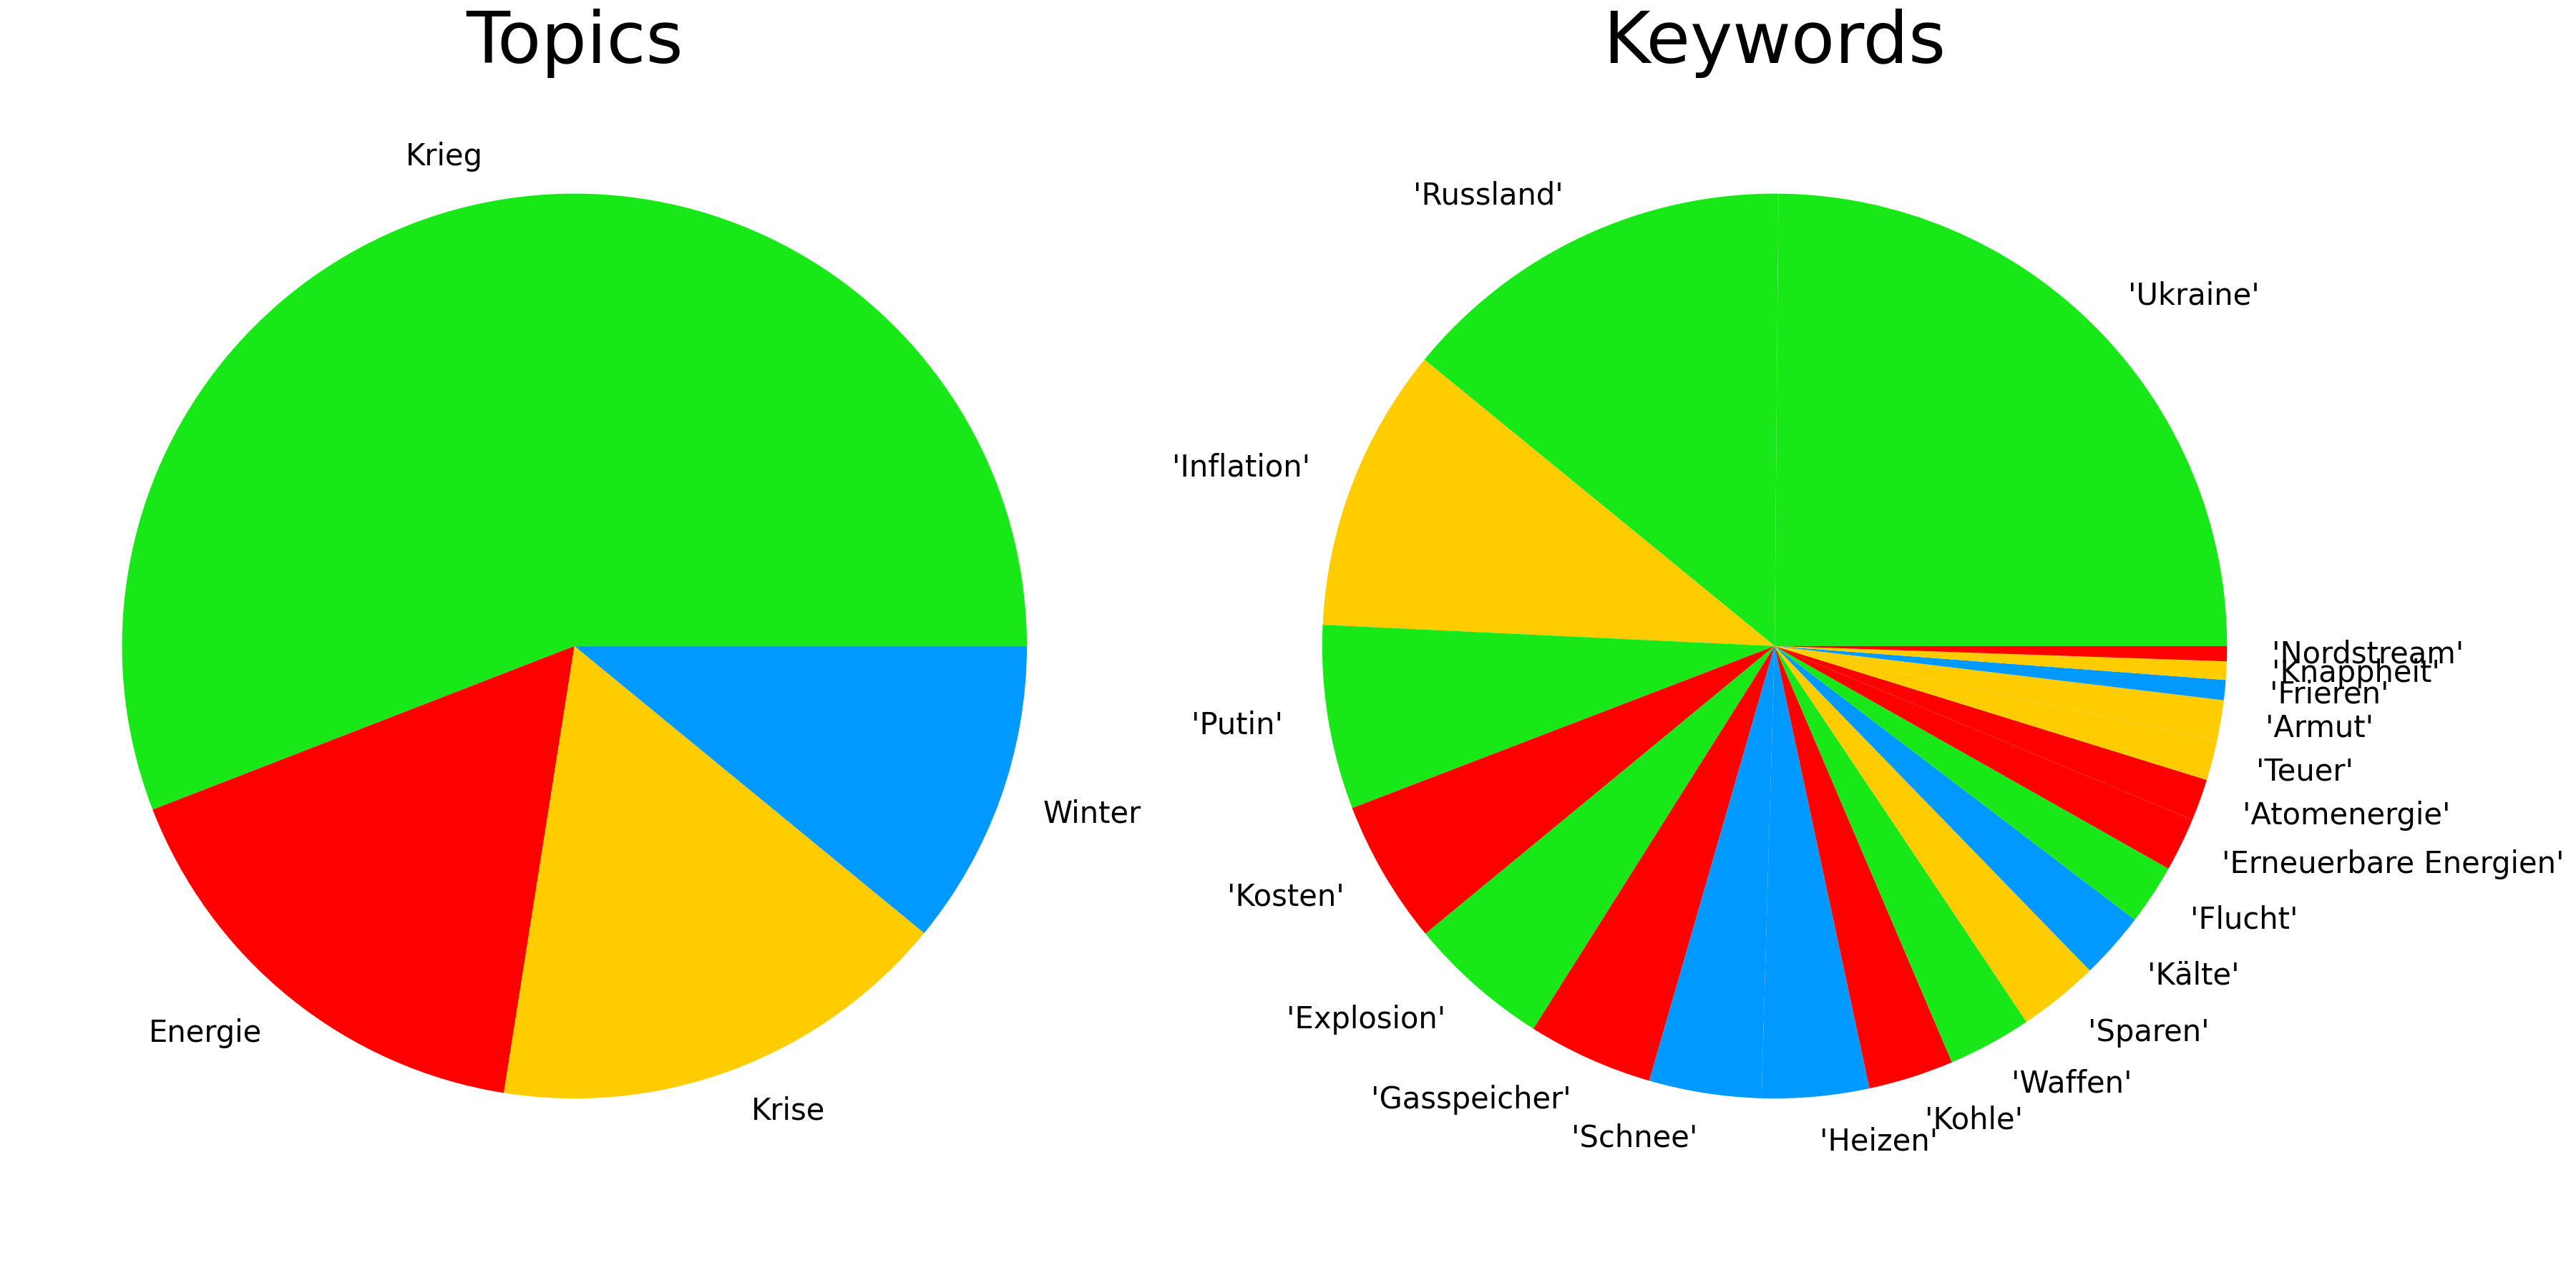 Topics
Krieg
Energie
Krise
Winter
Keywords
'Ukraine'
'Russland'
'Inflation'
'Putin'
'Kosten'
'Explosion'
'Gasspeicher'
'Schnee'
'Heizen'
'Kohle'
'Waffen'
'Sparen'
'Kälte'
'Flucht'
'Erneuerbare Energien'
'Atomenergie'
'Teuer'
'Armut'
'Frieren'
'Knappheit'
'Nordstream'